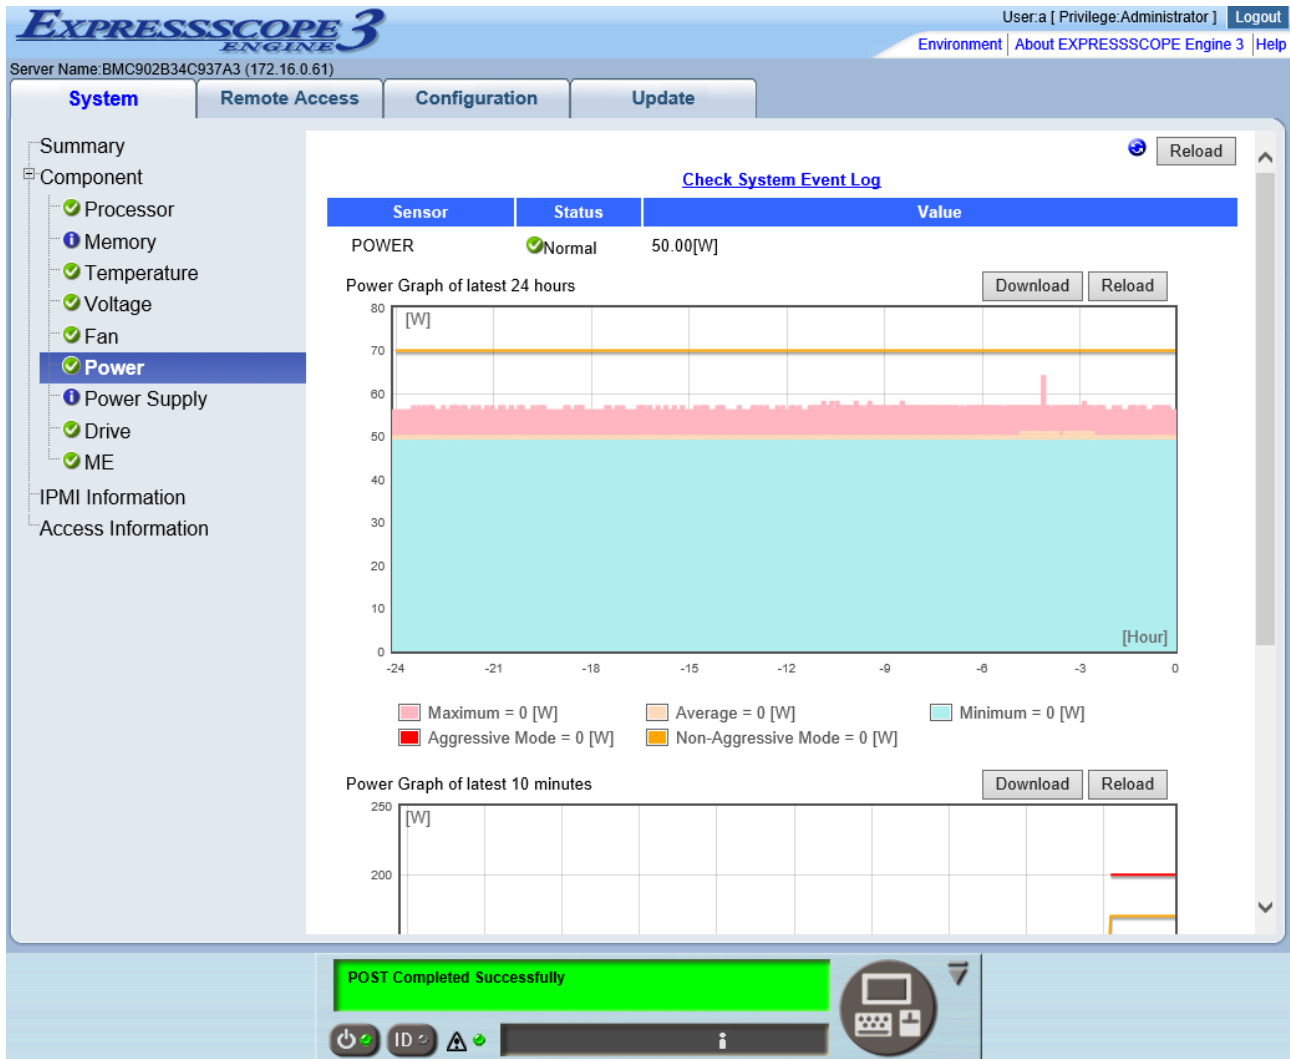 EXPRESSSCOPE
ENGINE 3
User:a [ Privilege:Administrator ] Logout
Environment About EXPRESSSCOPE Engine 3 Help
Server Name:BMC902B34C937A3 (172.16.0.61)
System Remote Access Configuration Update
Summary
Component
Processor
Memory
Temperature
Voltage
Fan
Power
Power Supply
Drive
ME
IPMI Information
Access Information
Reload
Check System Event Log
Sensor Status Value
POWER Normal 50.00[W]
Power Graph of latest 24 hours Download Reload
80
[W]
70
60
50
40
30
20
10
[Hour]
0
-24 -21 -18 -15 -12 -9 -6 -3 0
Maximum = 0 [W] Average = 0 [W] Minimum = 0 [W]
Aggressive Mode = 0 [W] Non-Aggressive Mode = 0 [W]
Power Graph of latest 10 minutes Download Reload
250
[W]
200
POST Completed Successfully
ID